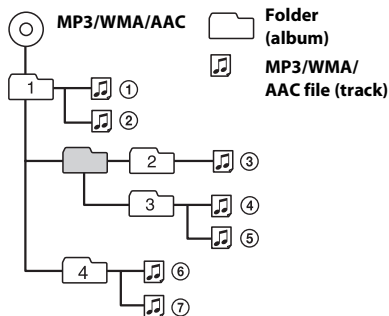 MP3/WMA/AAC
Folder
(album)
MP3/WMA/
AAC file (track)
1
①
②
2
③
3
④
⑤
4
⑥
⑦